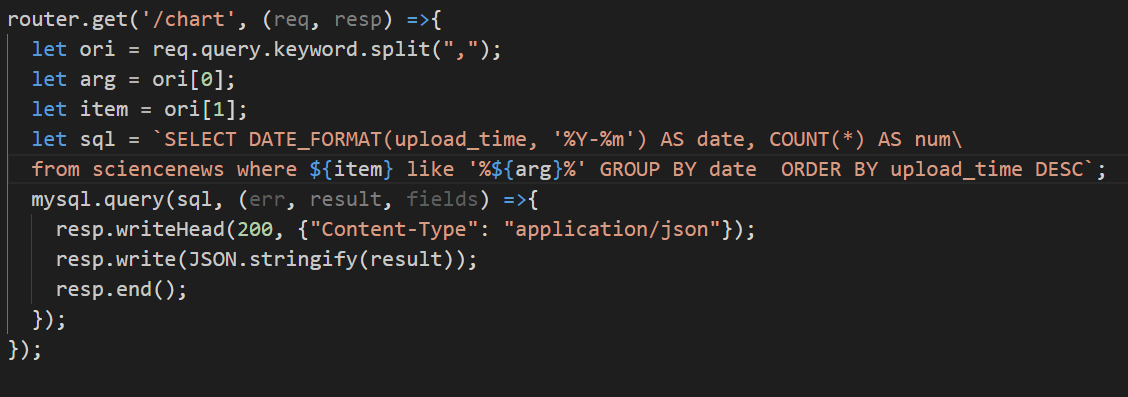 router.get('/chart', (req, resp) =>{
let ori = req.query.keyword.split(",");
let arg = ori[0];
let item = ori[1];
let sql = `SELECT DATE_FORMAT(upload_time, '%Y-%m') AS date, COUNT(*) AS num\
from sciencenews where ${item} like '%${arg}%' GROUP BY date  ORDER BY upload_time DESC`;
mysql.query(sql, (err, result, fields) =>{
resp.writeHead(200, {"Content-Type": "application/json"});
resp.write(JSON.stringify(result));
resp.end();
});
});